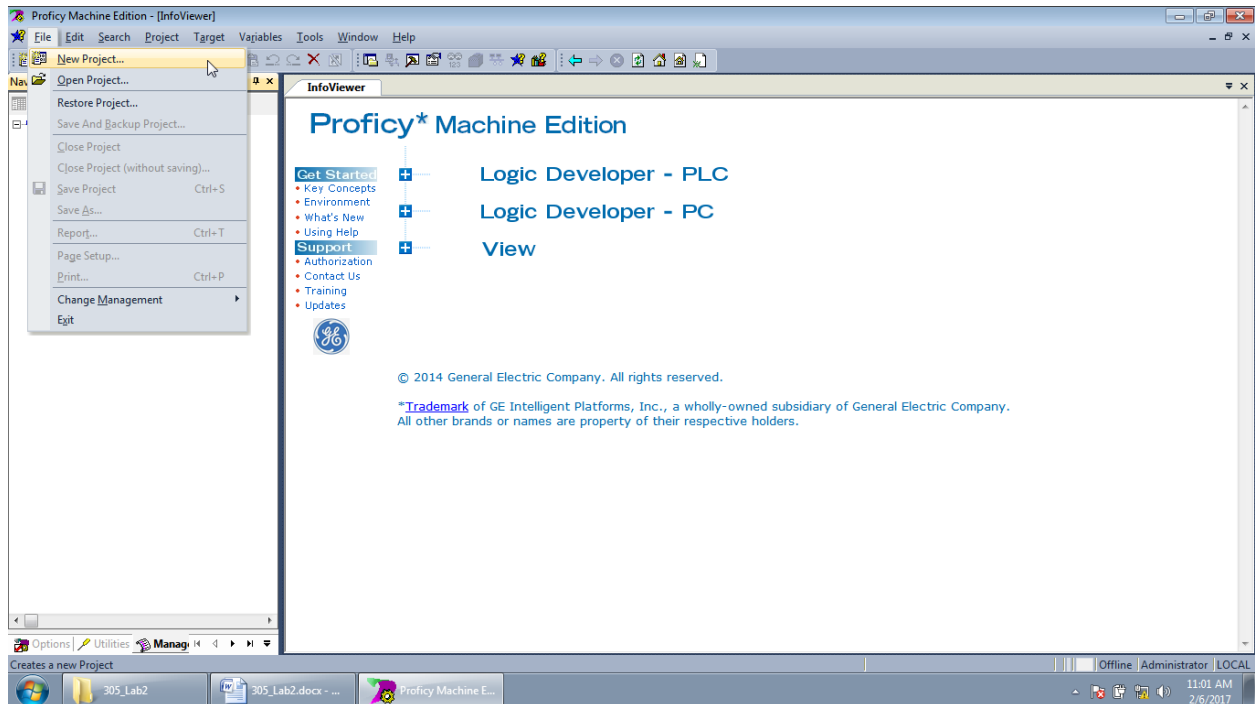 Proficy Machine Edition - [InfoViewer]
File Edit Search Project Target Variables Tools Window Help
New Project...
Open Project...
Restore Project...
Save And Backup Project...
Close Project
Close Project (without saving)...
Save Project Ctrl+S
Save As...
Report... Ctrl+T
Page Setup...
Print... Ctrl+P
Change Management
Exit
Nav
InfoViewer
Proficy* Machine Edition
Get Started
• Key Concepts
• Environment
• What's New
• Using Help
Support
• Authorization
• Contact Us
• Training
• Updates
Logic Developer - PLC
Logic Developer - PC
View
© 2014 General Electric Company. All rights reserved.
*Trademark of GE Intelligent Platforms, Inc., a wholly-owned subsidiary of General Electric Company.
All other brands or names are property of their respective holders.
Options Utilities Manag
Creates a new Project
Offline Administrator LOCAL
305_Lab2 305_Lab2.docx - ... Proficy Machine E...
11:01 AM
2/6/2017